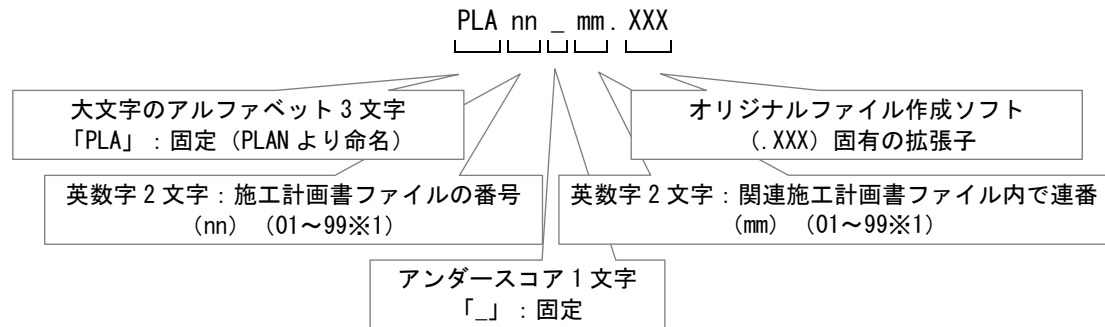 PLA nn _ mm. XXX
大文字のアルファベット 3 文字
「PLA」：固定（PLAN より命名）
オリジナルファイル作成ソフト
（.XXX）固有の拡張子
英数字 2 文字：施工計画書ファイルの番号
（nn）（01～99※1）
英数字 2 文字：関連施工計画書ファイル内で連番
（mm）（01～99※1）
アンダースコア 1 文字
「_」：固定